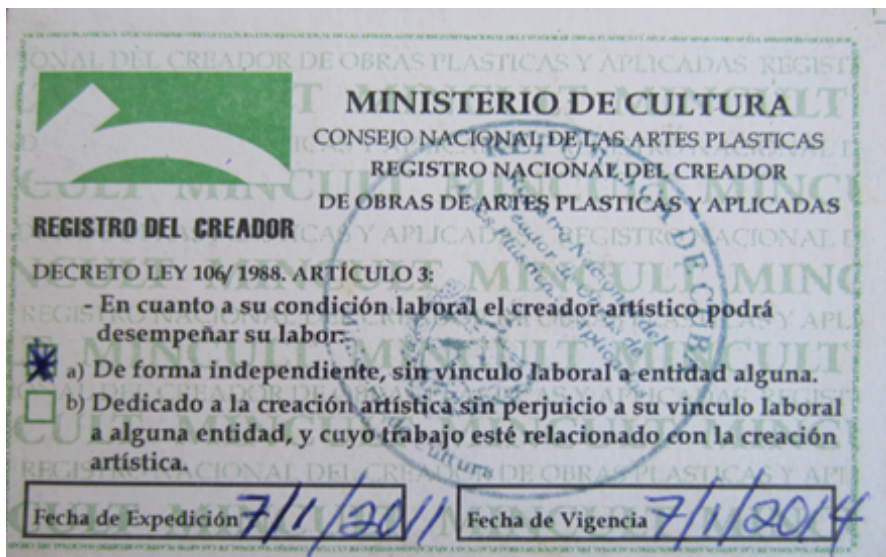 MINISTERIO DE CULTURA
CONSEJO NACIONAL DE LAS ARTES PLASTICAS
REGISTRO NACIONAL DEL CREADOR
DE OBRAS DE ARTES PLASTICAS Y APLICADAS
REGISTRO DEL CREADOR
DECRETO LEY 106/ 1988. ARTÍCULO 3:
- En cuanto a su condición laboral el creador artístico podrá
desempeñar su labor:
a) De forma independiente, sin vinculo laboral a entidad alguna.
b) Dedicado a la creación artística sin perjuicio a su vinculo laboral
a alguna entidad, y cuyo trabajo esté relacionado con la creación
artística.
Fecha de Expedición 7/1/2011
Fecha de Vigencia 7/1/2014